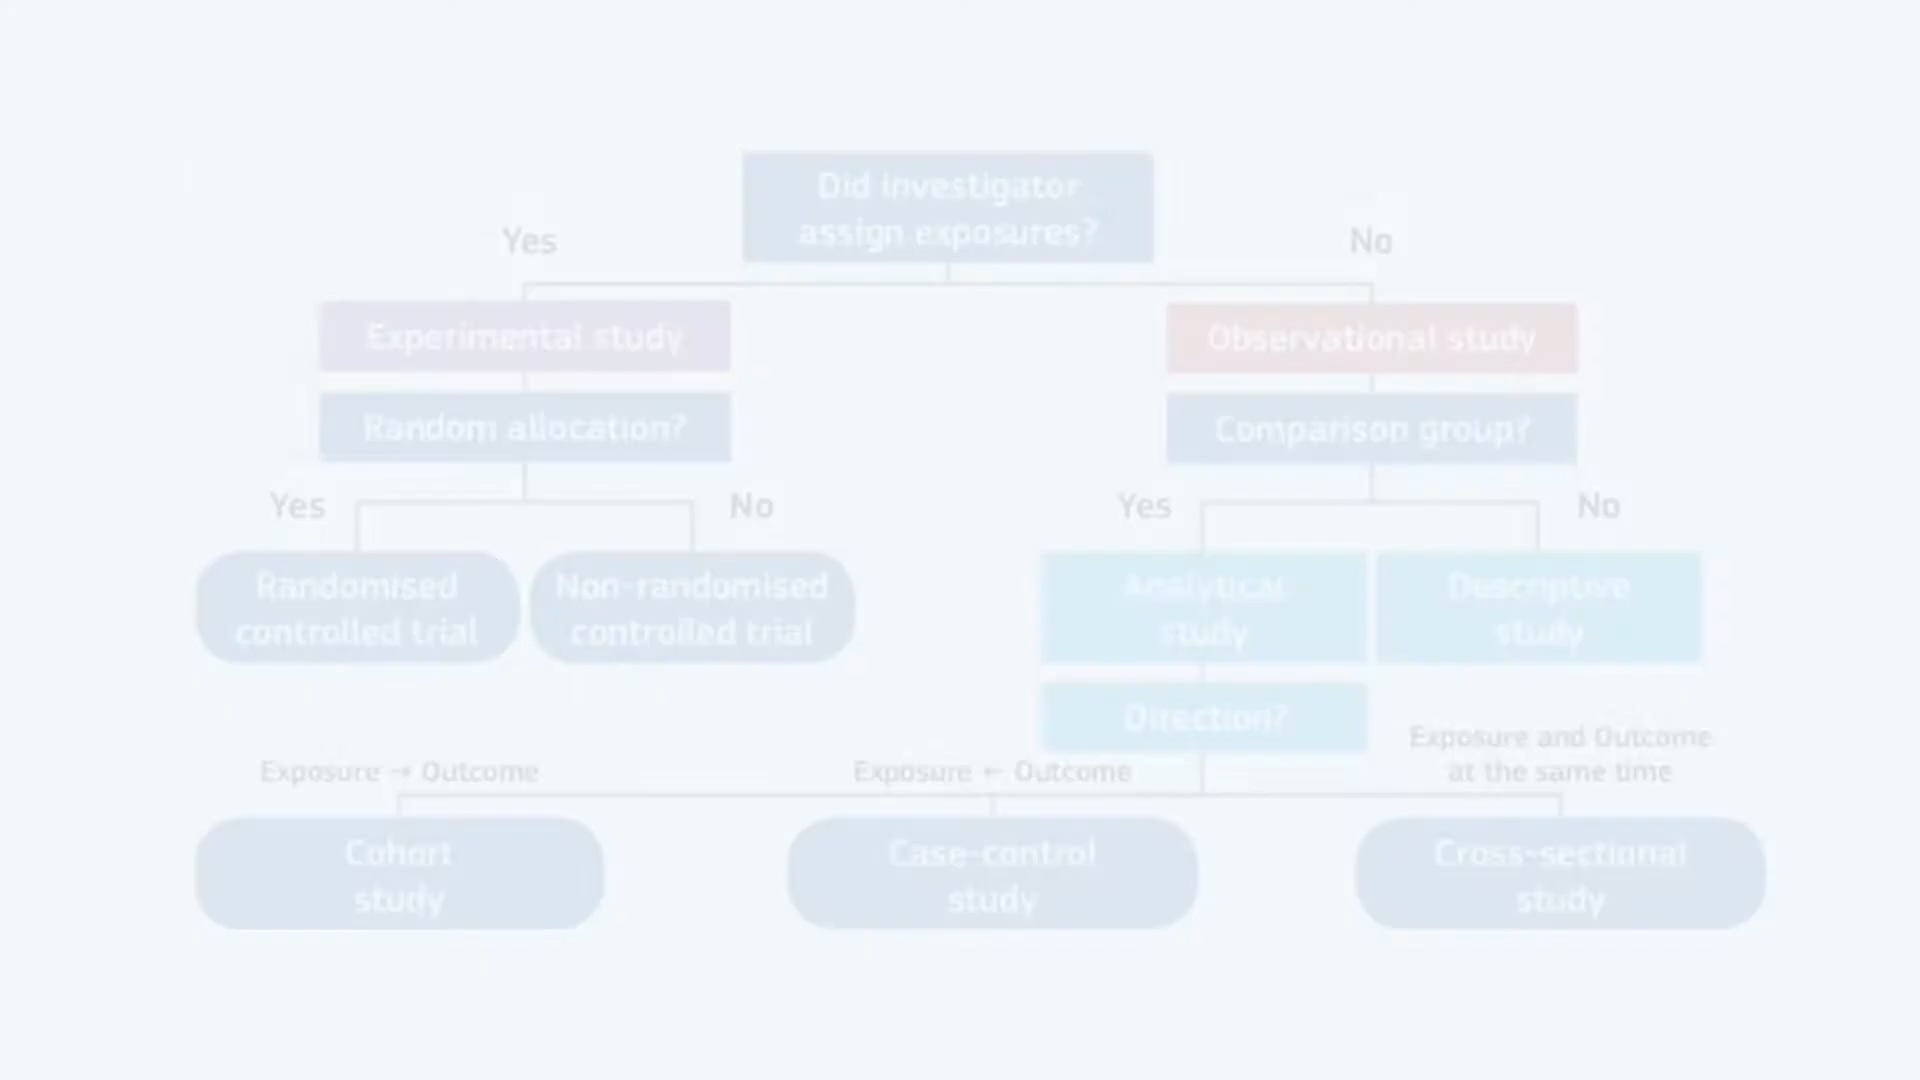 Did investigator
assign exposures?
Yes
No
Experimental study
Observational study
Random allocation?
Comparison group?
Yes
No
Yes
No
Randomised
controlled trial
Non-randomised
controlled trial
Analytical
study
Descriptive
study
Direction?
Exposure → Outcome
Exposure ← Outcome
Exposure and Outcome
at the same time
Cohort
study
Case-control
study
Cross-sectional
study